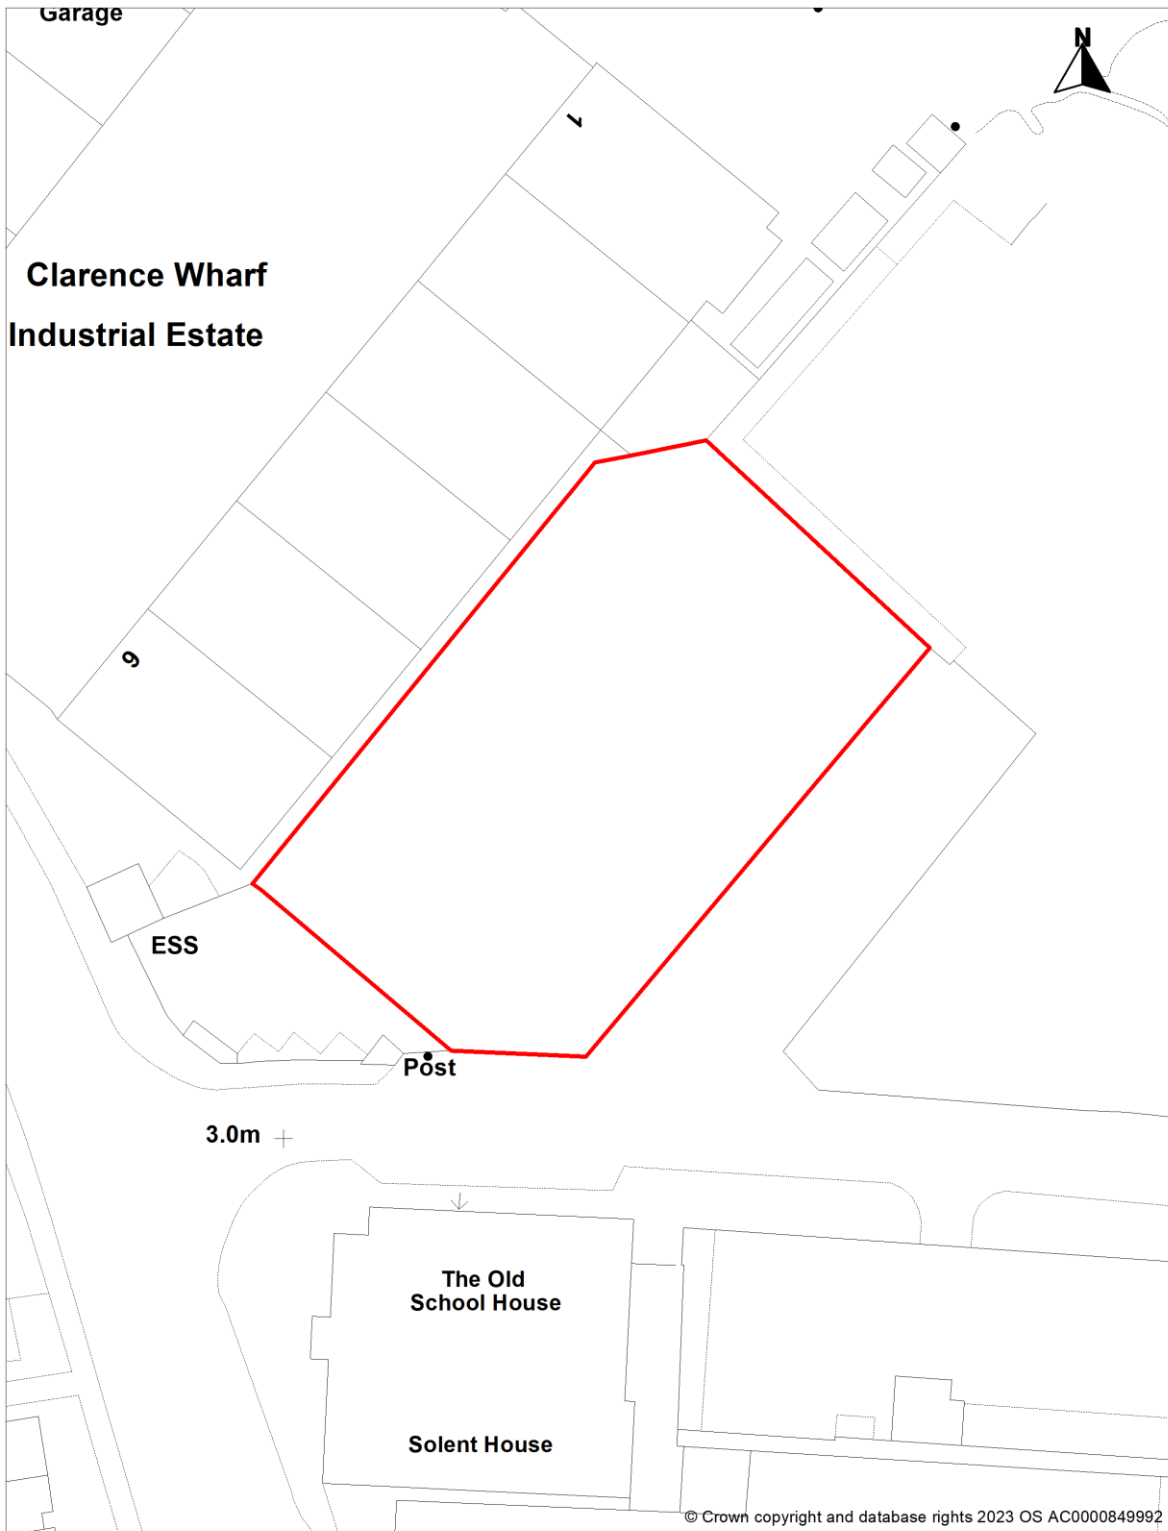 Garage
N
1
Clarence Wharf
Industrial Estate
6
ESS
Post
3.0m
The Old
School House
Solent House
© Crown copyright and database rights 2023 OS AC0000849992